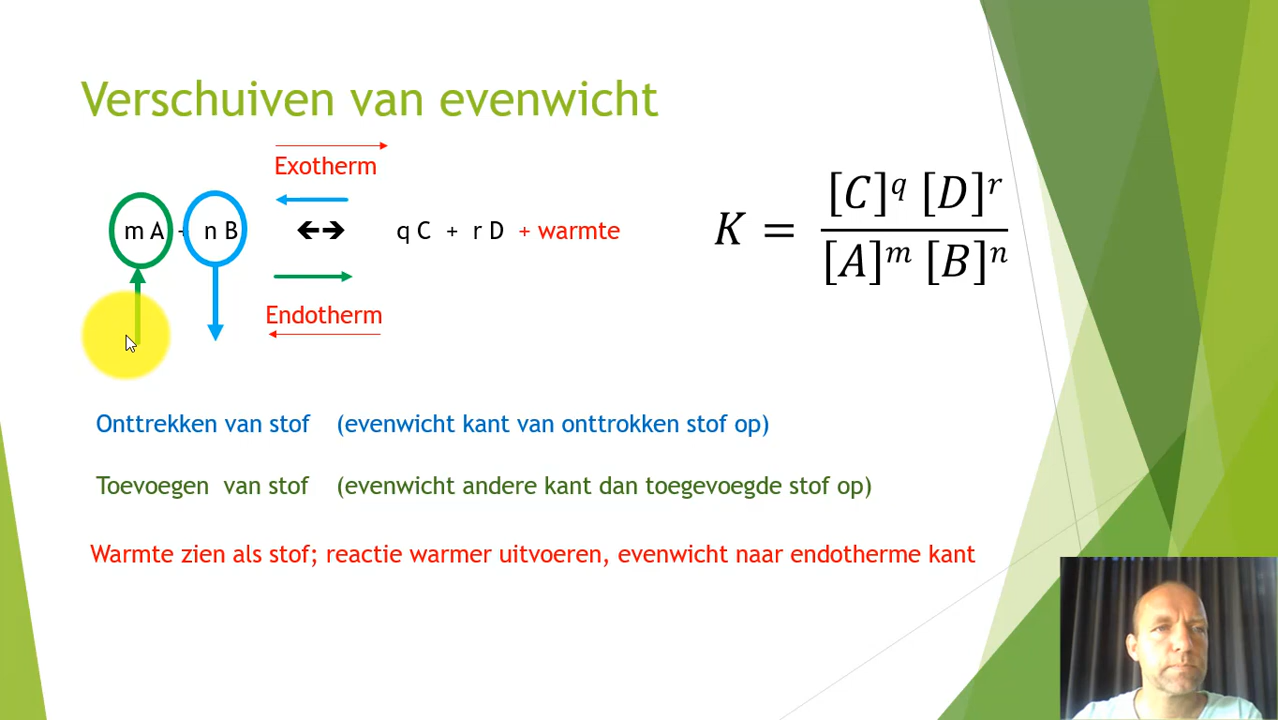 Verschuiven van evenwicht
Exotherm
m A + n B q C + r D + warmte
Endotherm
K = [C]^q [D]^r / [A]^m [B]^n
Onttrekken van stof (evenwicht kant van onttrokken stof op)
Toevoegen van stof (evenwicht andere kant dan toegevoegde stof op)
Warmte zien als stof; reactie warmer uitvoeren, evenwicht naar endotherme kant